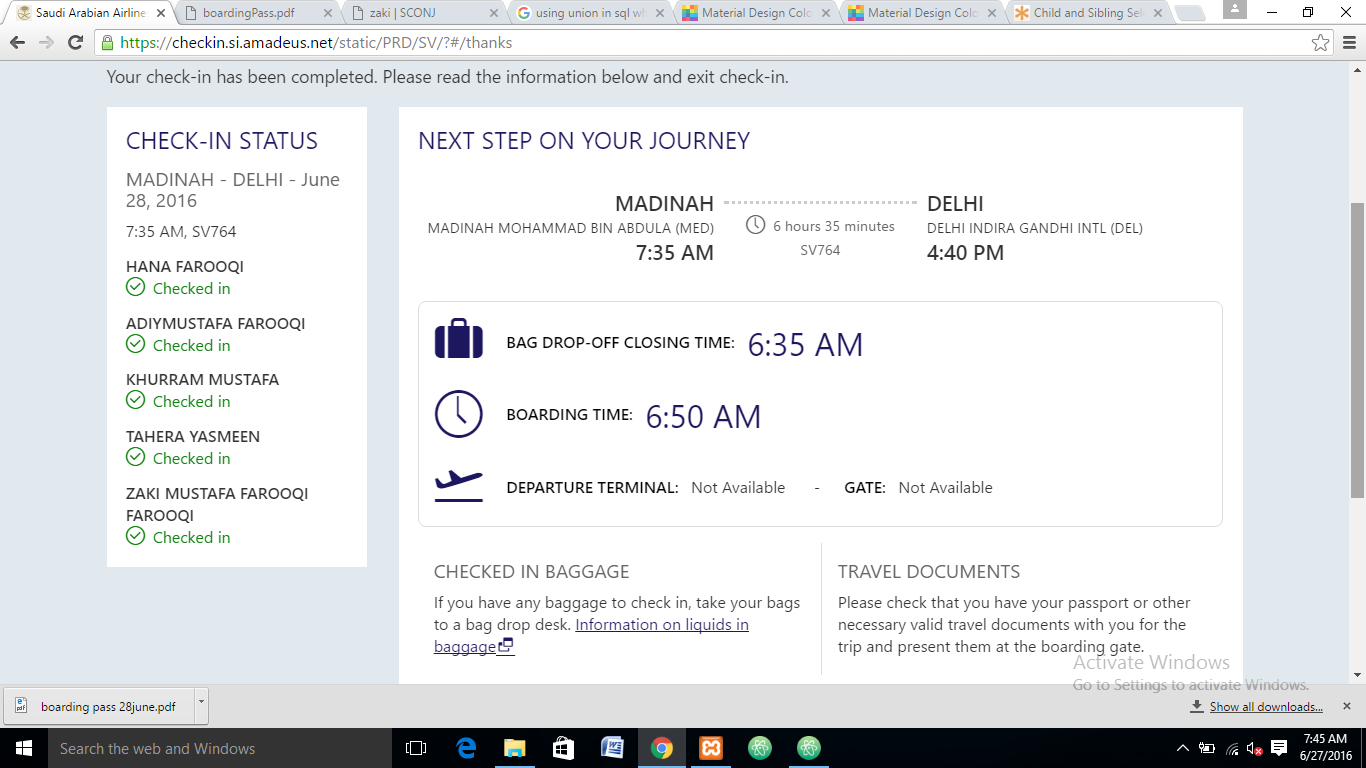 Saudi Arabian Airline
boardingPass.pdf
zaki | SCONJ
using union in sql wh
Material Design Colo
Material Design Colo
Child and Sibling Sel
https://checkin.si.amadeus.net/static/PRD/SV/?#/thanks
Your check-in has been completed. Please read the information below and exit check-in.
CHECK-IN STATUS
MADINAH - DELHI - June
28, 2016
7:35 AM, SV764
HANA FAROOQI
Checked in
ADIYMUSTAFA FAROOQI
Checked in
KHURRAM MUSTAFA
Checked in
TAHERA YASMEEN
Checked in
ZAKI MUSTAFA FAROOQI
FAROOQI
Checked in
NEXT STEP ON YOUR JOURNEY
MADINAH
MADINAH MOHAMMAD BIN ABDULA (MED)
7:35 AM
6 hours 35 minutes
SV764
DELHI
DELHI INDIRA GANDHI INTL (DEL)
4:40 PM
BAG DROP-OFF CLOSING TIME: 6:35 AM
BOARDING TIME: 6:50 AM
DEPARTURE TERMINAL: Not Available - GATE: Not Available
CHECKED IN BAGGAGE
If you have any baggage to check in, take your bags
to a bag drop desk. Information on liquids in
baggage
TRAVEL DOCUMENTS
Please check that you have your passport or other
necessary valid travel documents with you for the
trip and present them at the boarding gate.
Activate Windows
Go to Settings to activate Windows.
boarding pass 28june.pdf
Show all downloads...
Search the web and Windows
7:45 AM
6/27/2016